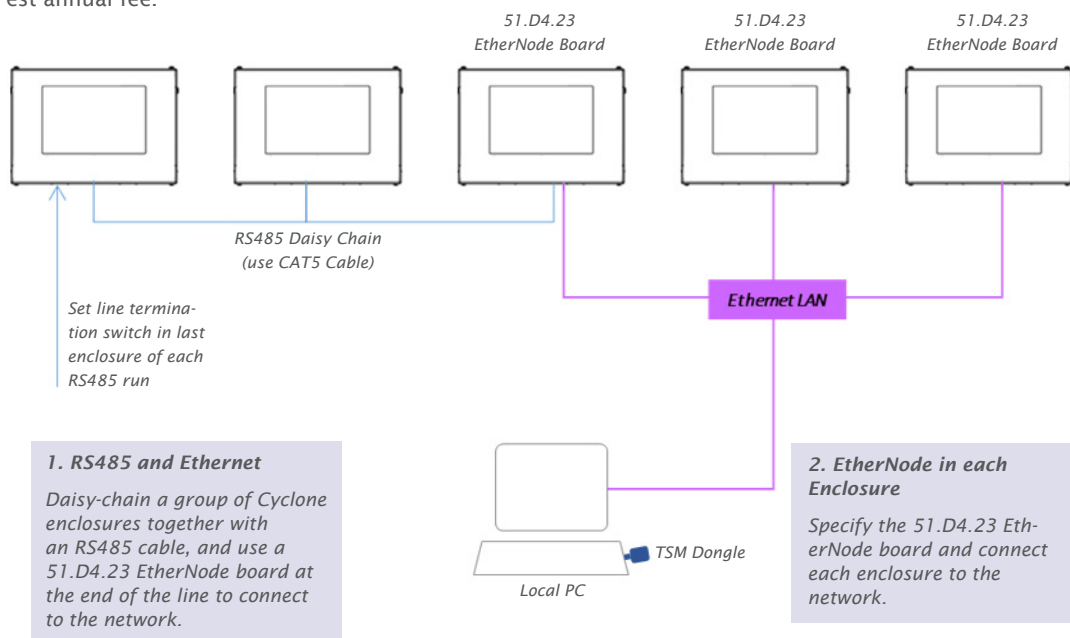 est annual fee.
51.D4.23
EtherNode Board
51.D4.23
EtherNode Board
51.D4.23
EtherNode Board
RS485 Daisy Chain
(use CAT5 Cable)
Ethernet LAN
Set line termina-
tion switch in last
enclosure of each
RS485 run
1. RS485 and Ethernet
Daisy-chain a group of Cyclone
enclosures together with
an RS485 cable, and use a
51.D4.23 EtherNode board at
the end of the line to connect
to the network.
TSM Dongle
Local PC
2. EtherNode in each
Enclosure
Specify the 51.D4.23 Eth-
erNode board and connect
each enclosure to the
network.